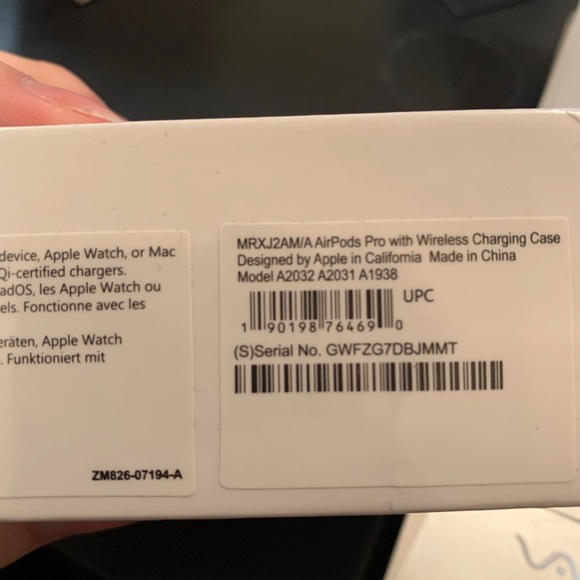 device, Apple Watch, or Mac
Qi-certified chargers.
adOS, les Apple Watch ou
els. Fonctionne avec les
eräten, Apple Watch
. Funktioniert mit
ZM826-07194-A
MRXJ2AM/A AirPods Pro with Wireless Charging Case
Designed by Apple in California Made in China
Model A2032 A2031 A1938
UPC
1 90198 76469 0
(S)Serial No. GWFZG7DBJMMT